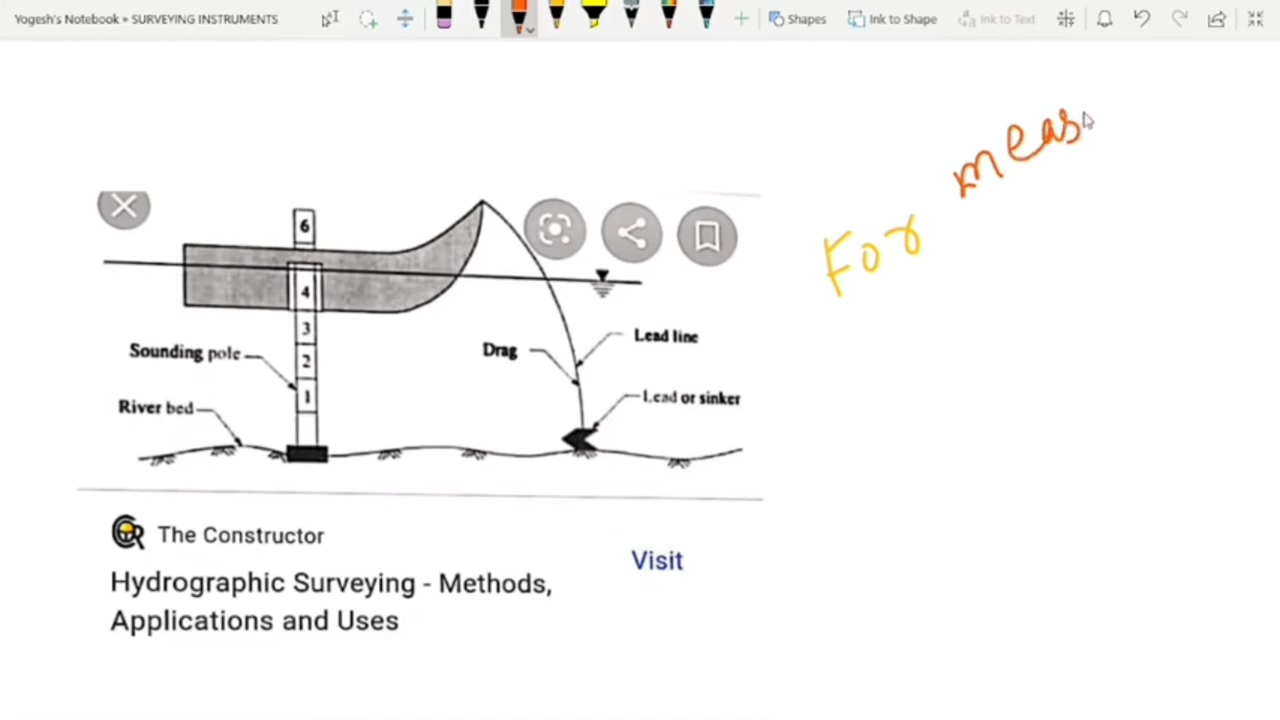 Yogesh's Notebook » SURVEYING INSTRUMENTS
Shapes
Ink to Shape
Ink to Text
For meas
6
4
3
2
1
Sounding pole
River bed
Drag
Lead line
Lead or sinker
The Constructor
Visit
Hydrographic Surveying - Methods,
Applications and Uses